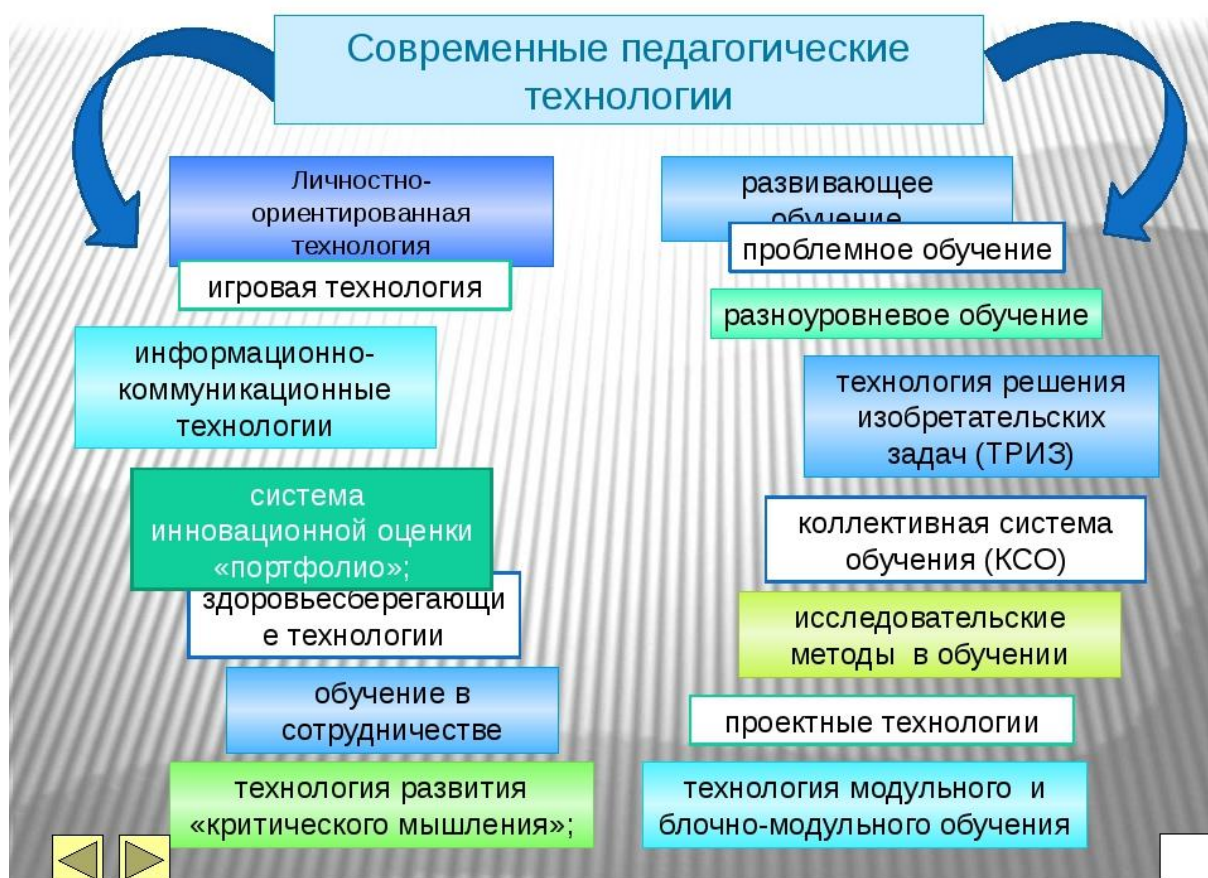 Современные педагогические
технологии
Личностно-
ориентированная
технология
игровая технология
информационно-
коммуникационные
технологии
система
инновационной оценки
«портфолио»;
здоровьесберегающи
е технологии
обучение в
сотрудничестве
технология развития
«критического мышления»;
развивающее
обучение
проблемное обучение
разноуровневое обучение
технология решения
изобретательских
задач (ТРИЗ)
коллективная система
обучения (КСО)
исследовательские
методы в обучении
проектные технологии
технология модульного и
блочно-модульного обучения